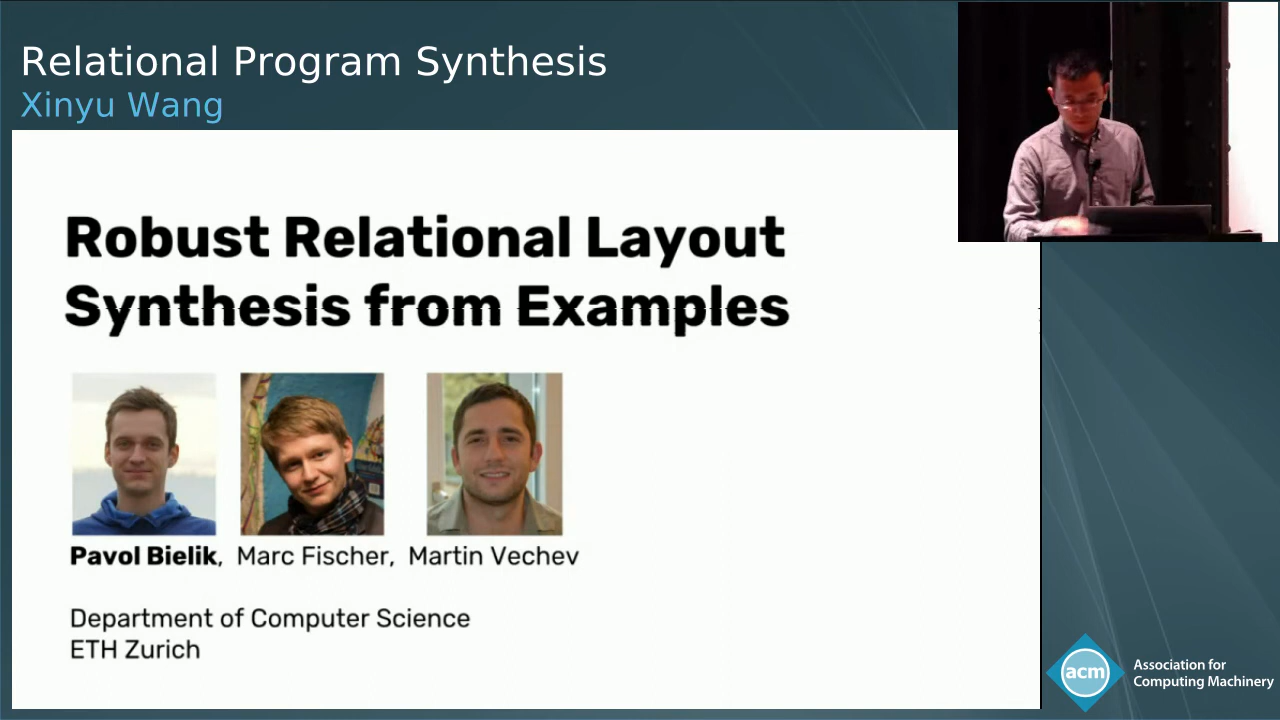 Relational Program Synthesis
Xinyu Wang
Robust Relational Layout
Synthesis from Examples
Pavol Bielik, Marc Fischer, Martin Vechev
Department of Computer Science
ETH Zurich
acm
Association for
Computing Machinery